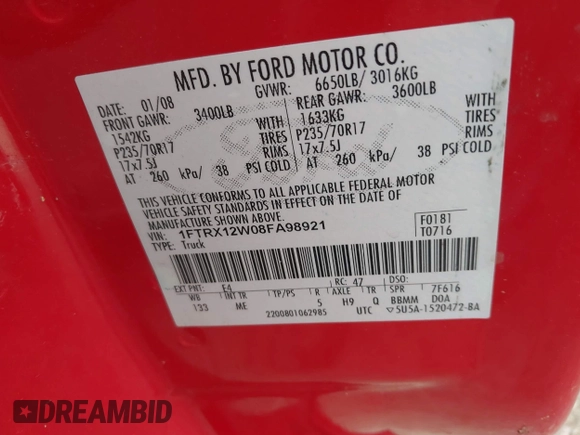 MFD. BY FORD MOTOR CO.
DATE: 01/08 GVWR: 6650LB/ 3016KG
FRONT GAWR: 3400LB REAR GAWR: 3600LB
1542KG WITH 1633KG WITH
P235/70R17 TIRES P235/70R17 TIRES
17x7.5J RIMS 17x7.5J RIMS
AT 260 kPa/ 38 PSI COLD AT 260 kPa/ 38 PSI COLD
THIS VEHICLE CONFORMS TO ALL APPLICABLE FEDERAL MOTOR
VEHICLE SAFETY STANDARDS IN EFFECT ON THE DATE OF
MANUFACTURE SHOWN ABOVE.
VIN: 1FTRX12W08FA98921 F0181
TYPE: Truck T0716
EXT PNT: E4 RC: 47 DSO:
WB INT TR TP/PS R AXLE TR SPR 7F616
133 ME 5 H9 Q BBMM DOA
2200801062985 UTC ▽5U5A-1520472-BA
DREAMBID